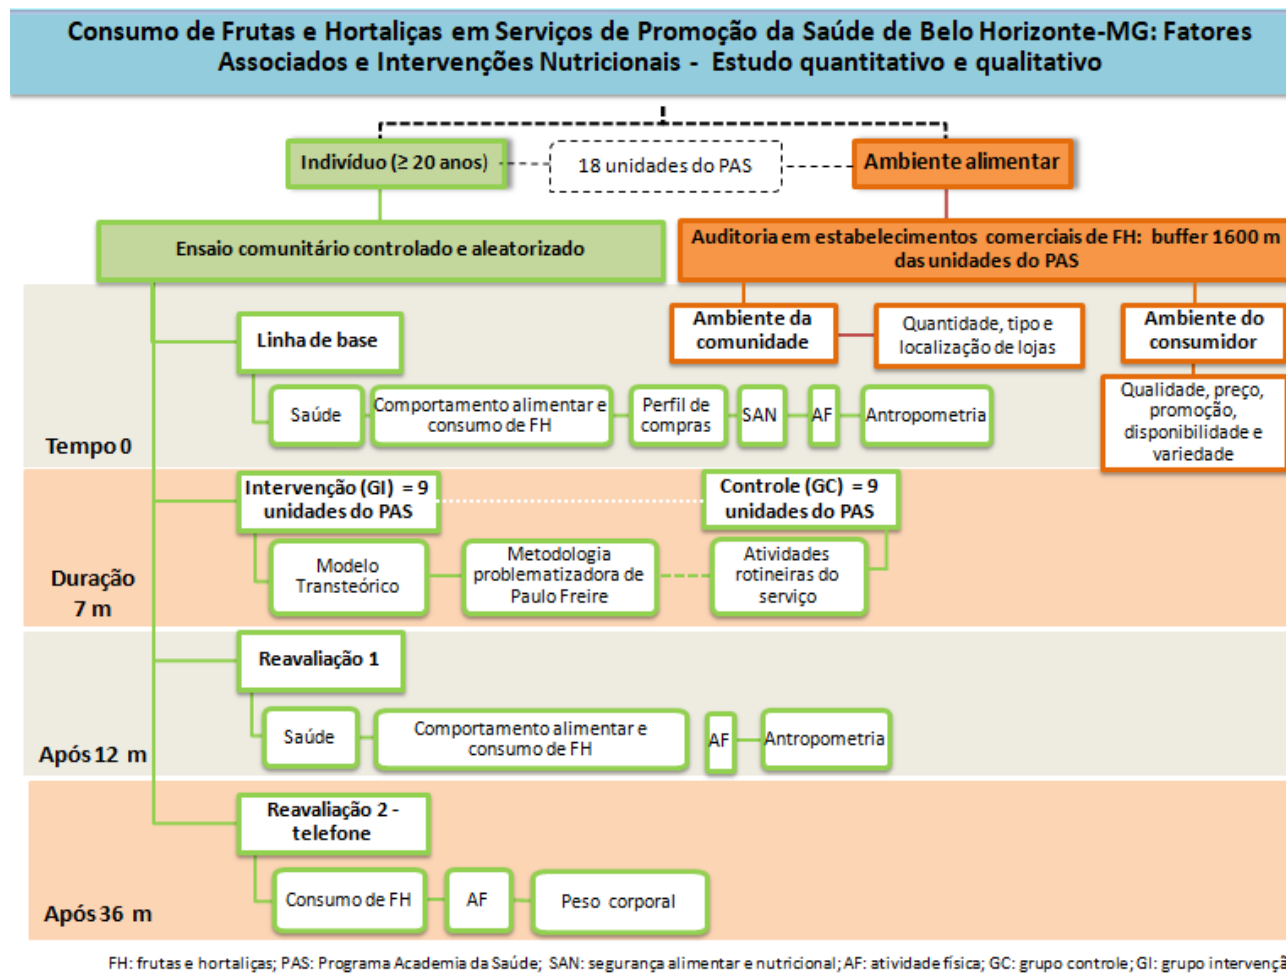 Consumo de Frutas e Hortaliças em Serviços de Promoção da Saúde de Belo Horizonte-MG: Fatores
Associados e Intervenções Nutricionais - Estudo quantitativo e qualitativo
Indivíduo (≥ 20 anos)
18 unidades do PAS
Ambiente alimentar
Ensaio comunitário controlado e aleatorizado
Auditoria em estabelecimentos comerciais de FH: buffer 1600 m
das unidades do PAS
Tempo 0
Linha de base
Saúde
Comportamento alimentar e
consumo de FH
Perfil de
compras
SAN
AF
Antropometria
Ambiente da
comunidade
Quantidade, tipo e
localização de lojas
Ambiente do
consumidor
Qualidade, preço,
promoção,
disponibilidade e
variedade
Duração
7 m
Intervenção (GI) = 9
unidades do PAS
Controle (GC) = 9
unidades do PAS
Modelo
Transteórico
Metodologia
problematizadora de
Paulo Freire
Atividades
rotineiras do
serviço
Após 12 m
Reavaliação 1
Saúde
Comportamento alimentar e
consumo de FH
AF
Antropometria
Após 36 m
Reavaliação 2 -
telefone
Consumo de FH
AF
Peso corporal
FH: frutas e hortaliças; PAS: Programa Academia da Saúde; SAN: segurança alimentar e nutricional; AF: atividade física; GC: grupo controle; GI: grupo